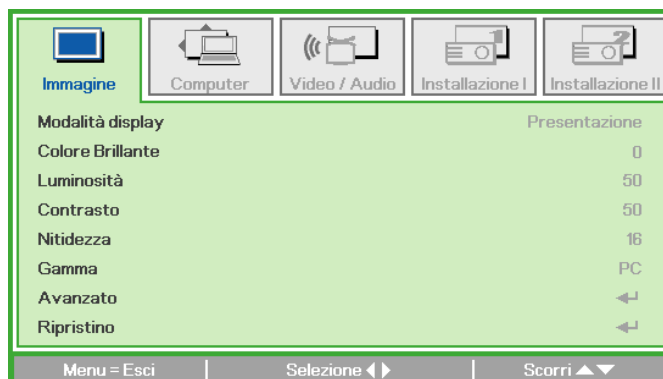 Immagine Computer Video / Audio Installazione I Installazione II
Modalità display Presentazione
Colore Brillante 0
Luminosità 50
Contrasto 50
Nitidezza 16
Gamma PC
Avanzato
Ripristino
Menu = Esci Selezione Scorri